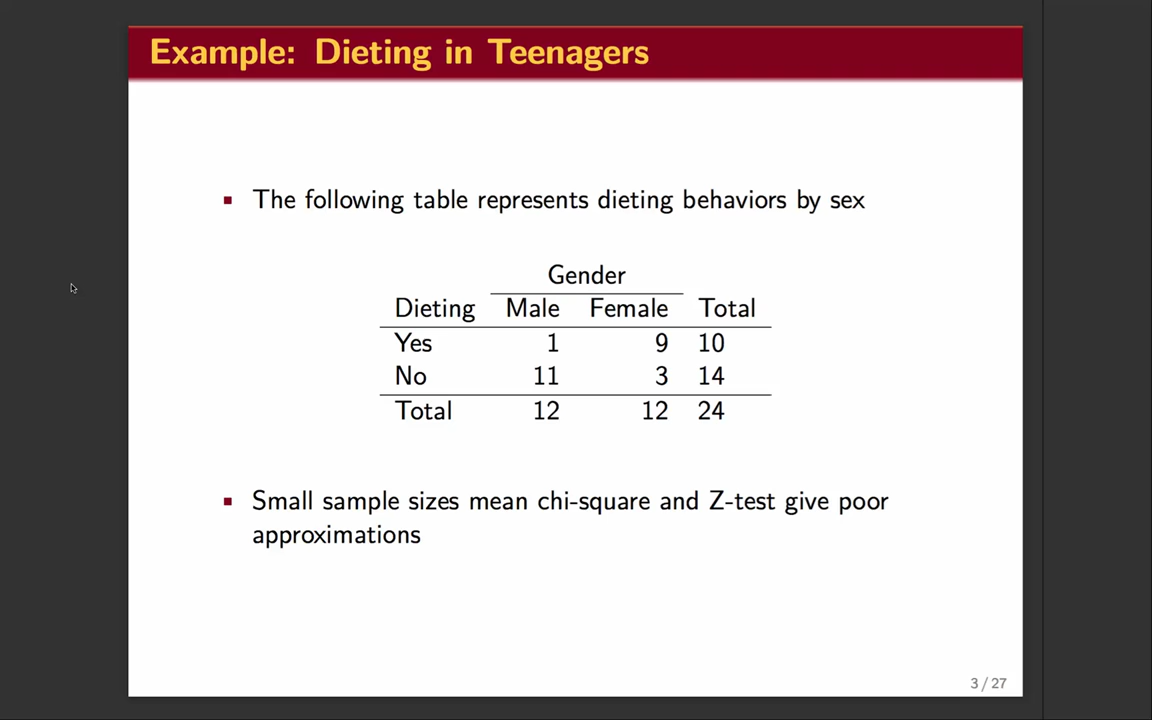 Example: Dieting in Teenagers
The following table represents dieting behaviors by sex
Gender
Dieting Male Female Total
Yes 1 9 10
No 11 3 14
Total 12 12 24
Small sample sizes mean chi-square and Z-test give poor
approximations
3 / 27